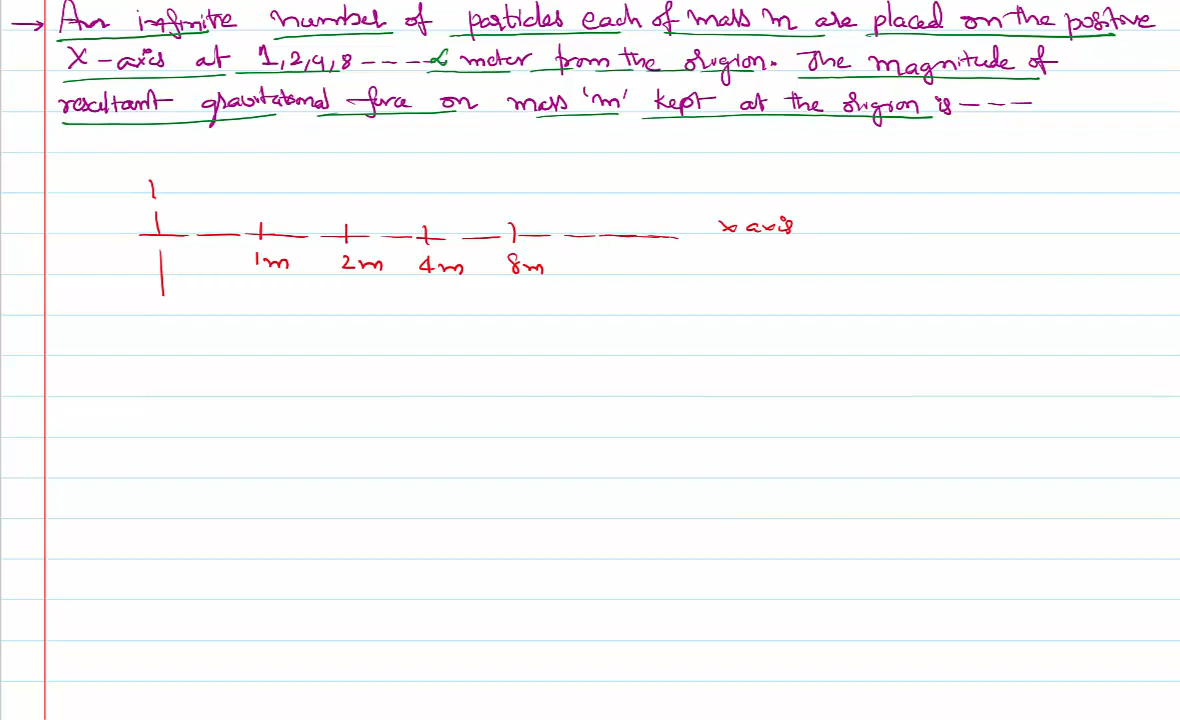 → An infinite number of particles each of mass m are placed on the positive
X-axis at 1,2,4,8 ----∝ meter from the origion. The magnitude of
resultant gravitational force on mass 'm' kept at the origion is ---
x axis
1m 2m 4m 8m